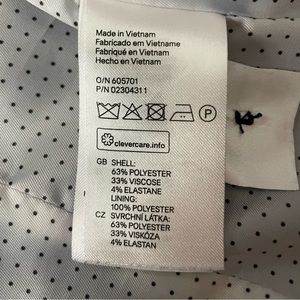 Made in Vietnam
Fabricado em Vietname
Fabriqué en Vietnam
Hecho en Vietnam
O/N 605701
P/N 02304311
clevercare.info
GB SHELL:
63% POLYESTER
33% VISCOSE
4% ELASTANE
LINING:
100% POLYESTER
CZ SVRCHNÍ LÁTKA:
63% POLYESTER
33% VISKÓZA
4% ELASTAN